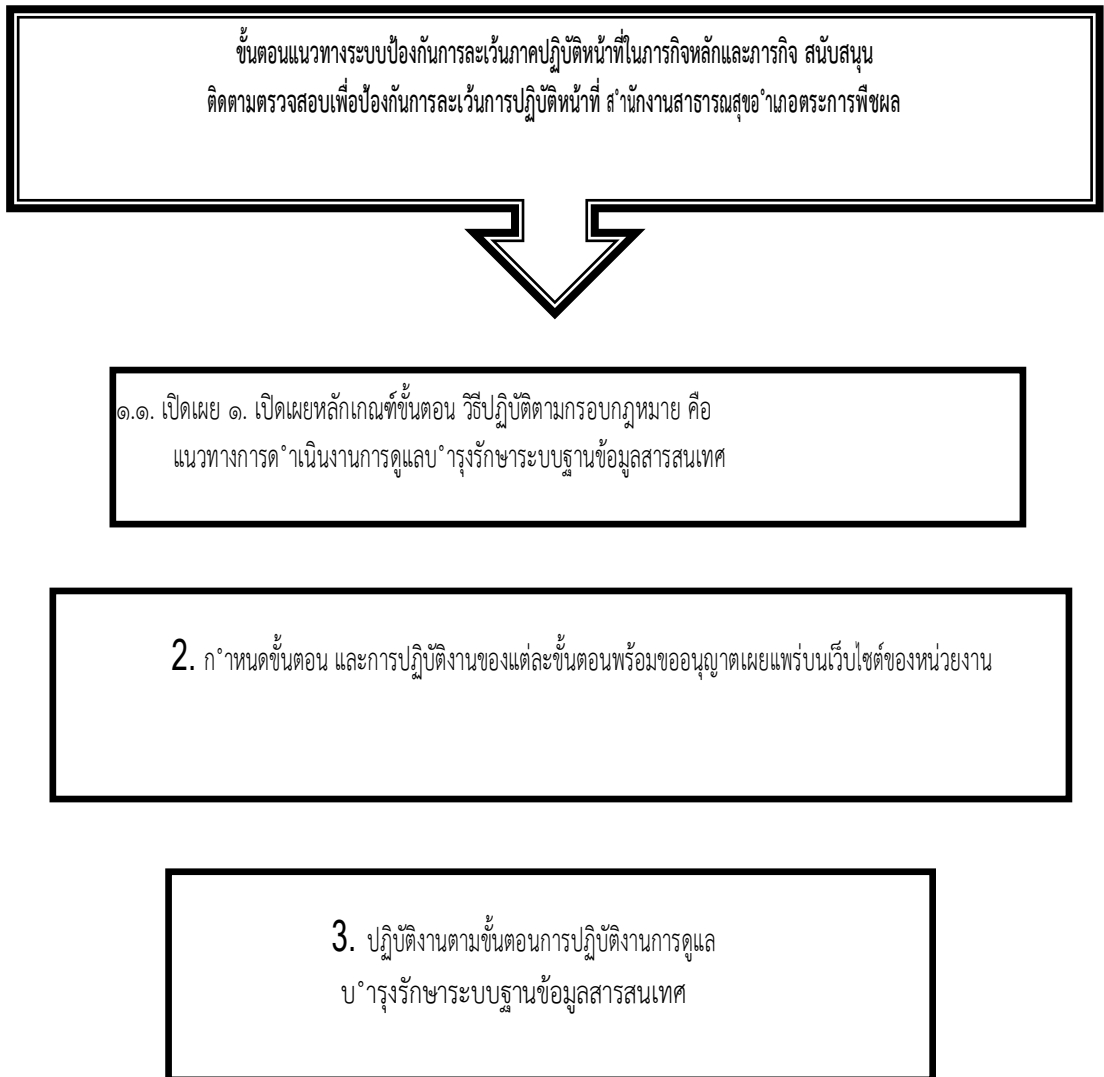 ขั้นตอนแนวทางระบบป้องกันการละเว้นภาคปฏิบัติหน้าที่ในภารกิจหลักและภารกิจ สนับสนุน
ติดตามตรวจสอบเพื่อป้องกันการละเว้นการปฏิบัติหน้าที่ สำนักงานสาธารณสุขอำเภอตระการพืชผล
๑.๑. เปิดเผย ๑. เปิดเผยหลักเกณฑ์ขั้นตอน วิธีปฏิบัติตามกรอบกฎหมาย คือ
แนวทางการดำเนินงานการดูแลบำรุงรักษาระบบฐานข้อมูลสารสนเทศ
2. กำหนดขั้นตอน และการปฏิบัติงานของแต่ละขั้นตอนพร้อมขออนุญาตเผยแพร่บนเว็บไซต์ของหน่วยงาน
3. ปฏิบัติงานตามขั้นตอนการปฏิบัติงานการดูแล
บำรุงรักษาระบบฐานข้อมูลสารสนเทศ